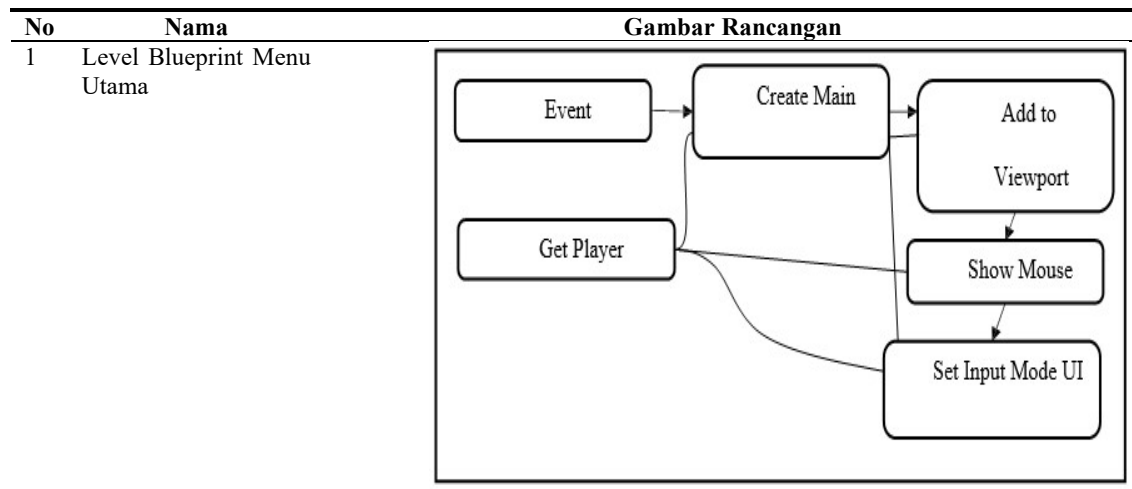 No Nama Gambar Rancangan
1 Level Blueprint Menu
Utama
Event
Create Main
Add to
Viewport
Get Player
Show Mouse
Set Input Mode UI